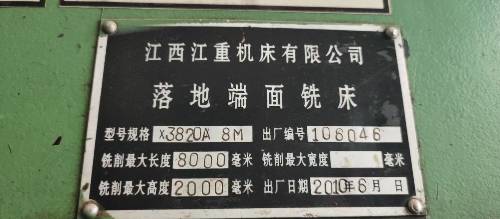 江西江重机床有限公司
落地端面铣床
型号规格 X3820A 8M 出厂编号 106046
铣削最大长度 8000 毫米 铣削最大宽度 毫米
铣削最大高度 2000 毫米 出厂日期 2010年6月 日